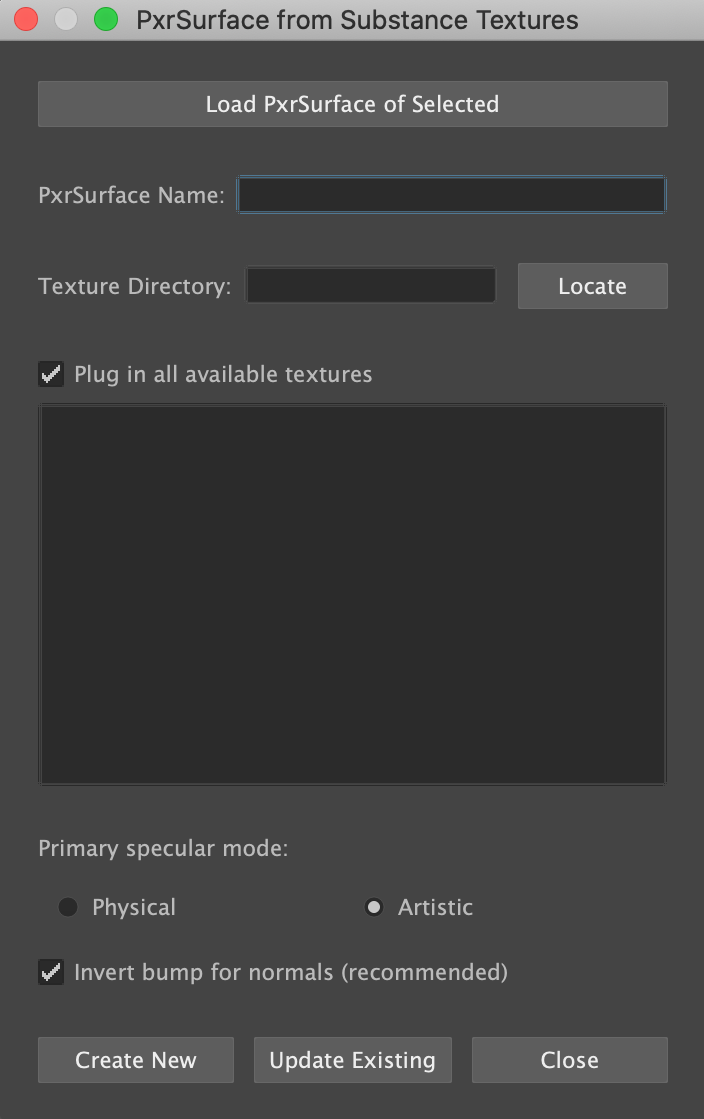 PxrSurface from Substance Textures
Load PxrSurface of Selected
PxrSurface Name:
Texture Directory: Locate
Plug in all available textures
Primary specular mode:
Physical Artistic
Invert bump for normals (recommended)
Create New Update Existing Close